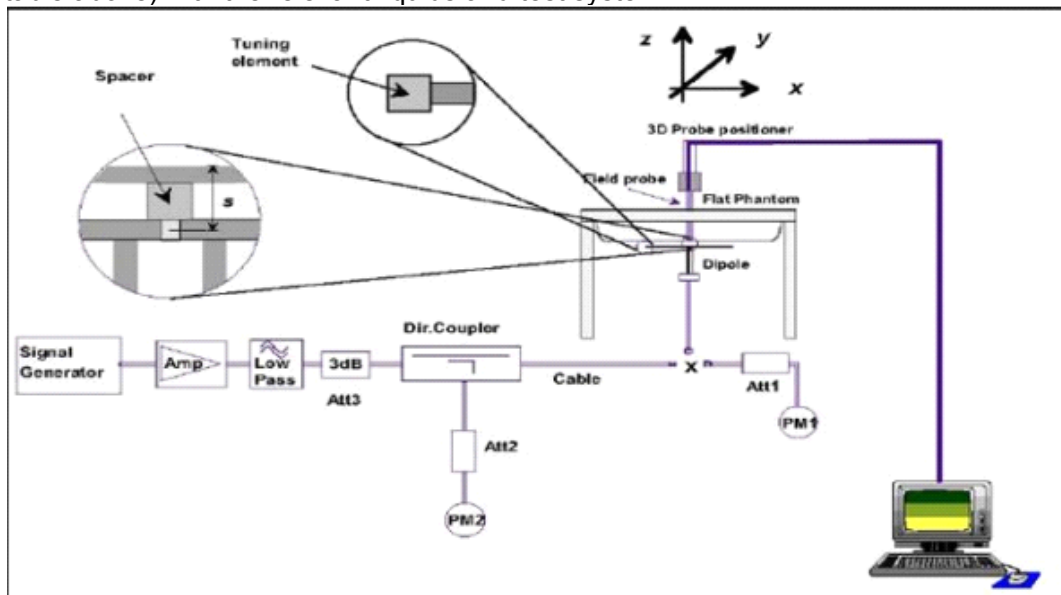 Tuning
element
Spacer
s
z
y
x
3D Probe positioner
Field probe
Flat Phantom
Dipole
Dir.Coupler
Signal
Generator
Amp
Low
Pass
3dB
Att3
Cable
x
Att1
PM1
Att2
PM2